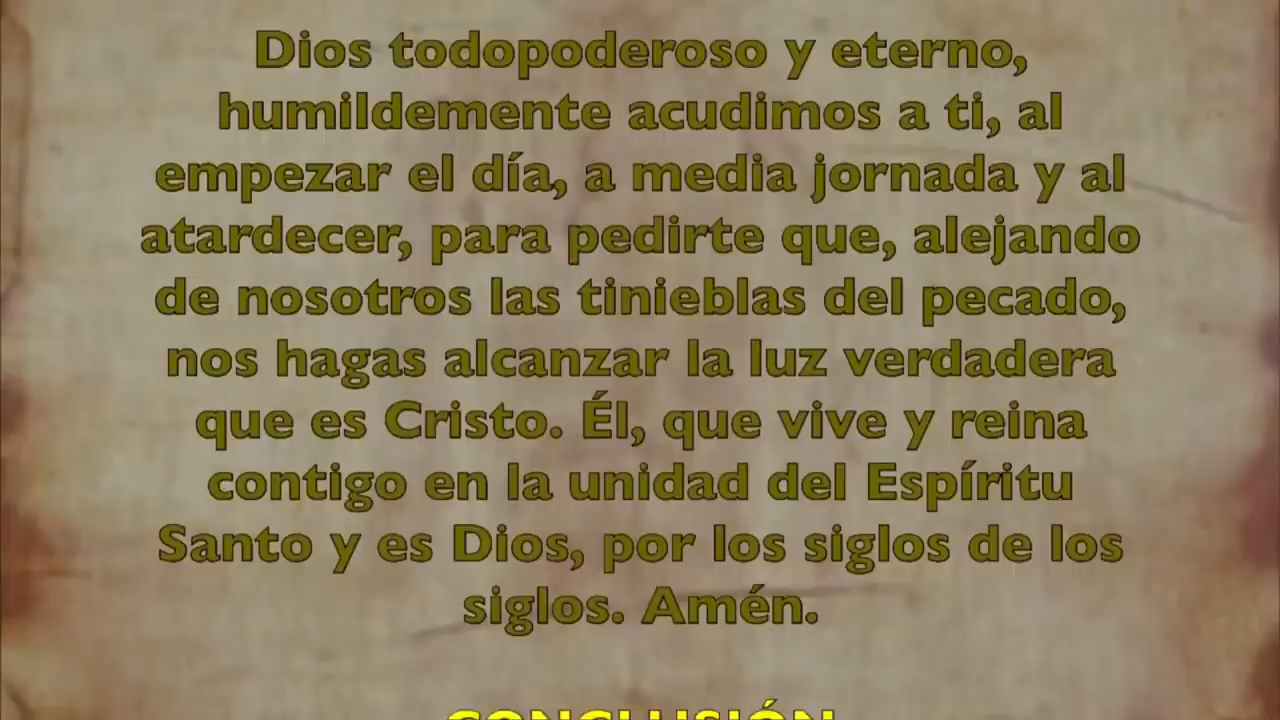 Dios todopoderoso y eterno,
humildemente acudimos a ti, al
empezar el día, a media jornada y al
atardecer, para pedirte que, alejando
de nosotros las tinieblas del pecado,
nos hagas alcanzar la luz verdadera
que es Cristo. Él, que vive y reina
contigo en la unidad del Espíritu
Santo y es Dios, por los siglos de los
siglos. Amén.
CONCLUSIÓN